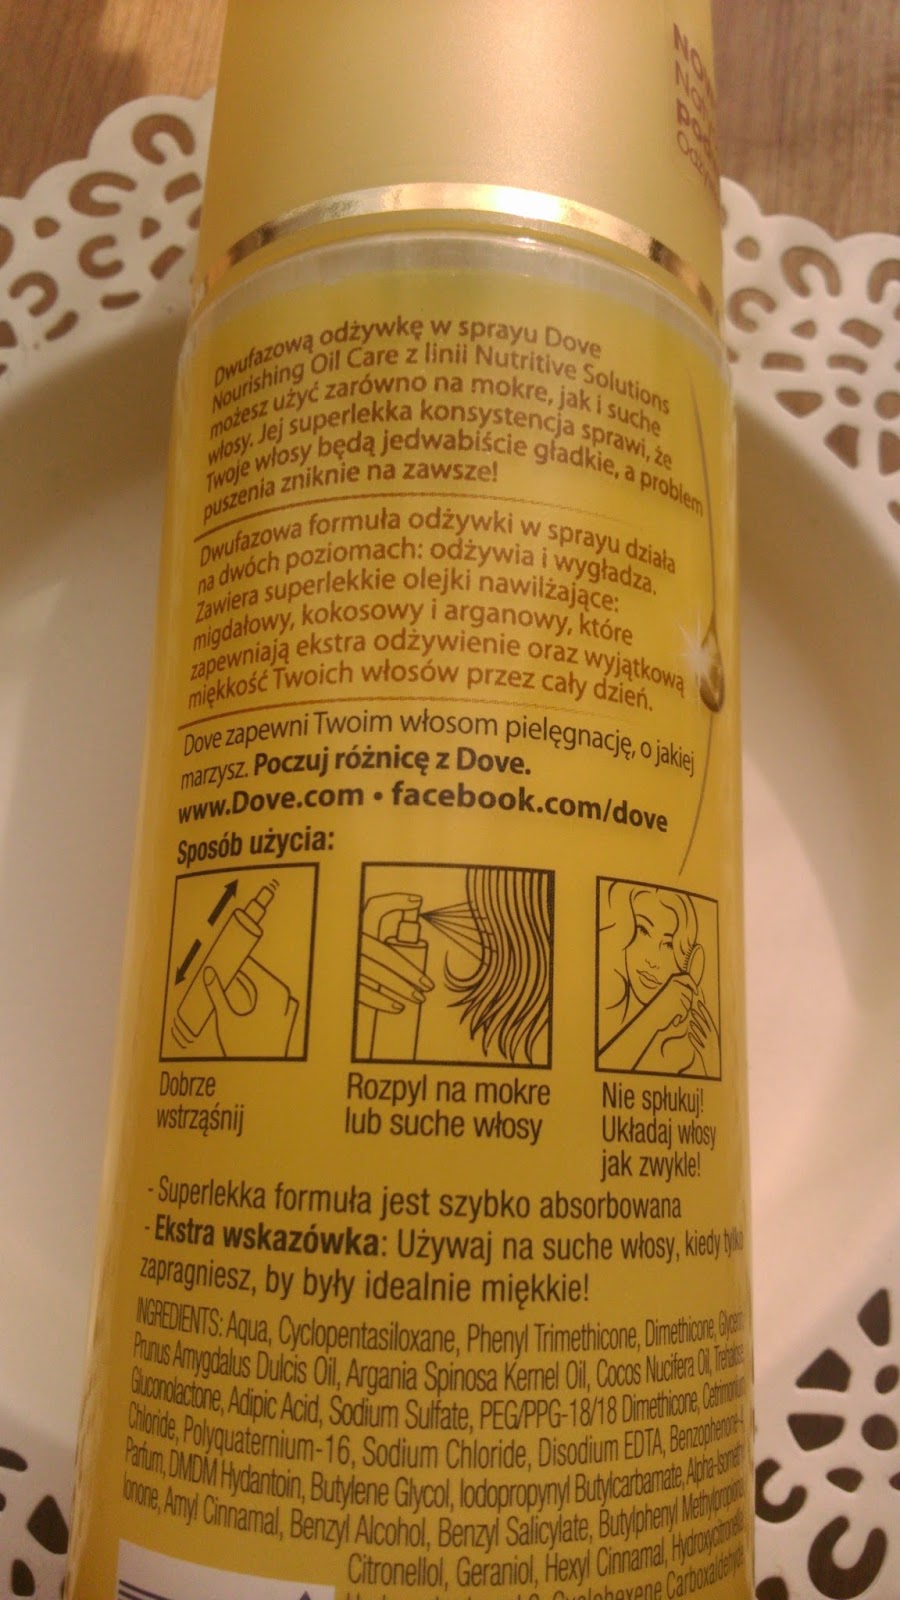 Dwufazową odżywkę w sprayu Dove
Nourishing Oil Care z linii Nutritive Solutions
możesz użyć zarówno na mokre, jak i suche
włosy. Jej superlekka konsystencja sprawi, że
Twoje włosy będą jedwabiście gładkie, a problem
puszenia zniknie na zawsze!
Dwufazowa formuła odżywki w sprayu działa
na dwóch poziomach: odżywia i wygładza.
Zawiera superlekkie olejki nawilżające:
migdałowy, kokosowy i arganowy, które
zapewniają ekstra odżywienie oraz wyjątkową
miękkość Twoich włosów przez cały dzień.
Dove zapewni Twoim włosom pielęgnację, o jakiej
marzysz. Poczuj różnicę z Dove.
www.Dove.com • facebook.com/dove
Sposób użycia:
Dobrze
wstrząśnij
Rozpyl na mokre
lub suche włosy
Nie spłukuj!
Układaj włosy
jak zwykle!
- Superlekka formuła jest szybko absorbowana
- Ekstra wskazówka: Używaj na suche włosy, kiedy tylko
zapragniesz, by były idealnie miękkie!
INGREDIENTS: Aqua, Cyclopentasiloxane, Phenyl Trimethicone, Dimethicone,
Prunus Amygdalus Dulcis Oil, Argania Spinosa Kernel Oil, Cocos Nucifera Oil,
Gluconolactone, Adipic Acid, Sodium Sulfate, PEG/PPG-18/18 Dimethicone,
Chloride, Polyquaternium-16, Sodium Chloride, Disodium EDTA,
Parfum, DMDM Hydantoin, Butylene Glycol, Iodopropynyl Butylcarbamate,
Ionone, Amyl Cinnamal, Benzyl Alcohol, Benzyl Salicylate, Butylphenyl
Citronellol, Geraniol, Hexyl Cinnamal,